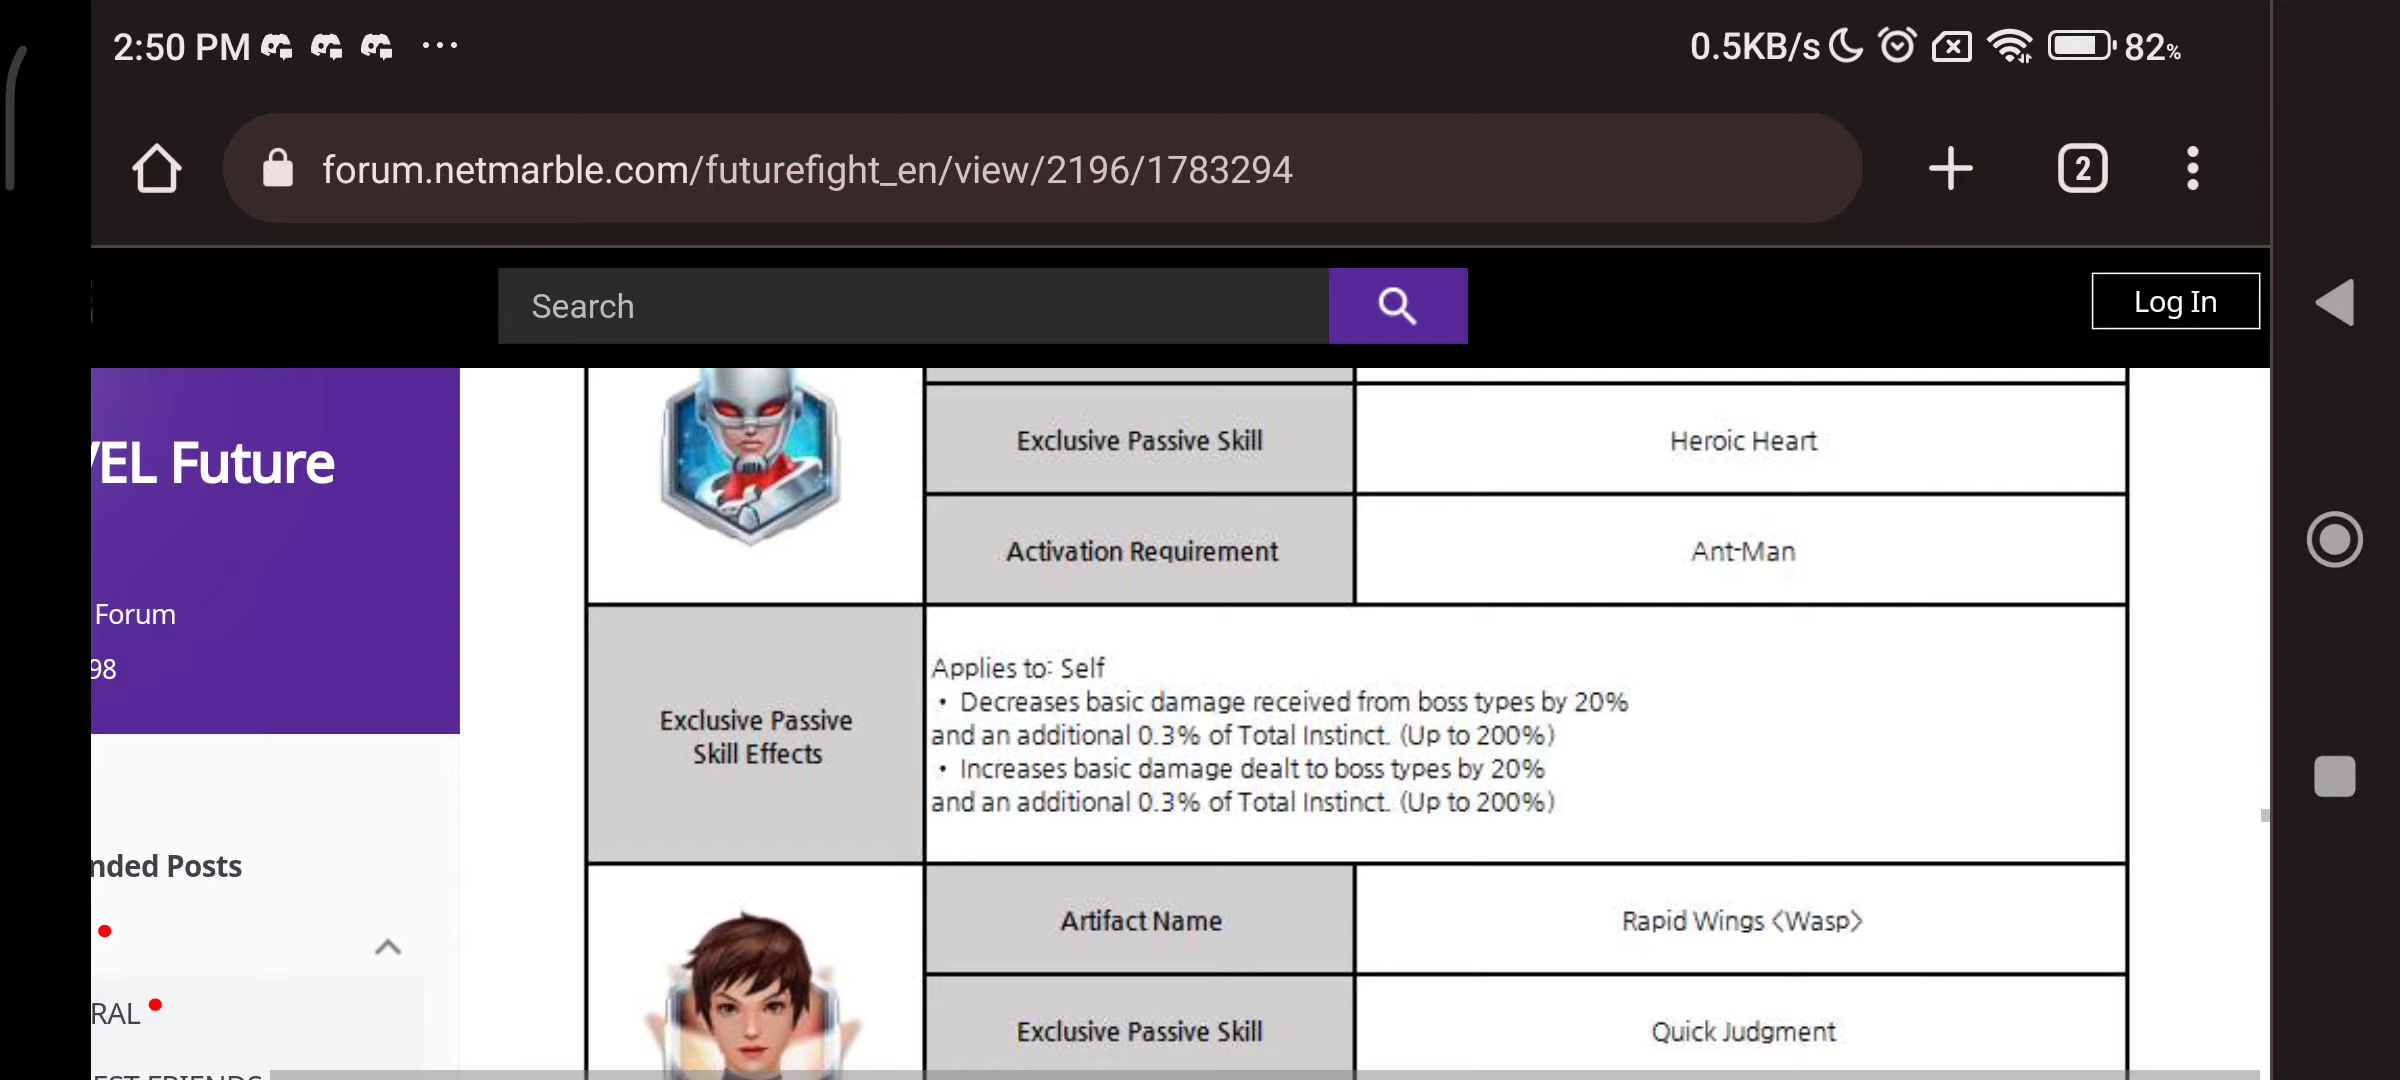 2:50 PM ...
0.5KB/s 82%
forum.netmarble.com/futurefight_en/view/2196/1783294
2
Search
Log In
VEL Future
Forum
98
nded Posts
RAL
EST FRIENDS
Exclusive Passive Skill
Heroic Heart
Activation Requirement
Ant-Man
Exclusive Passive
Skill Effects
Applies to: Self
• Decreases basic damage received from boss types by 20%
and an additional 0.3% of Total Instinct. (Up to 200%)
• Increases basic damage dealt to boss types by 20%
and an additional 0.3% of Total Instinct. (Up to 200%)
Artifact Name
Rapid Wings <Wasp>
Exclusive Passive Skill
Quick Judgment